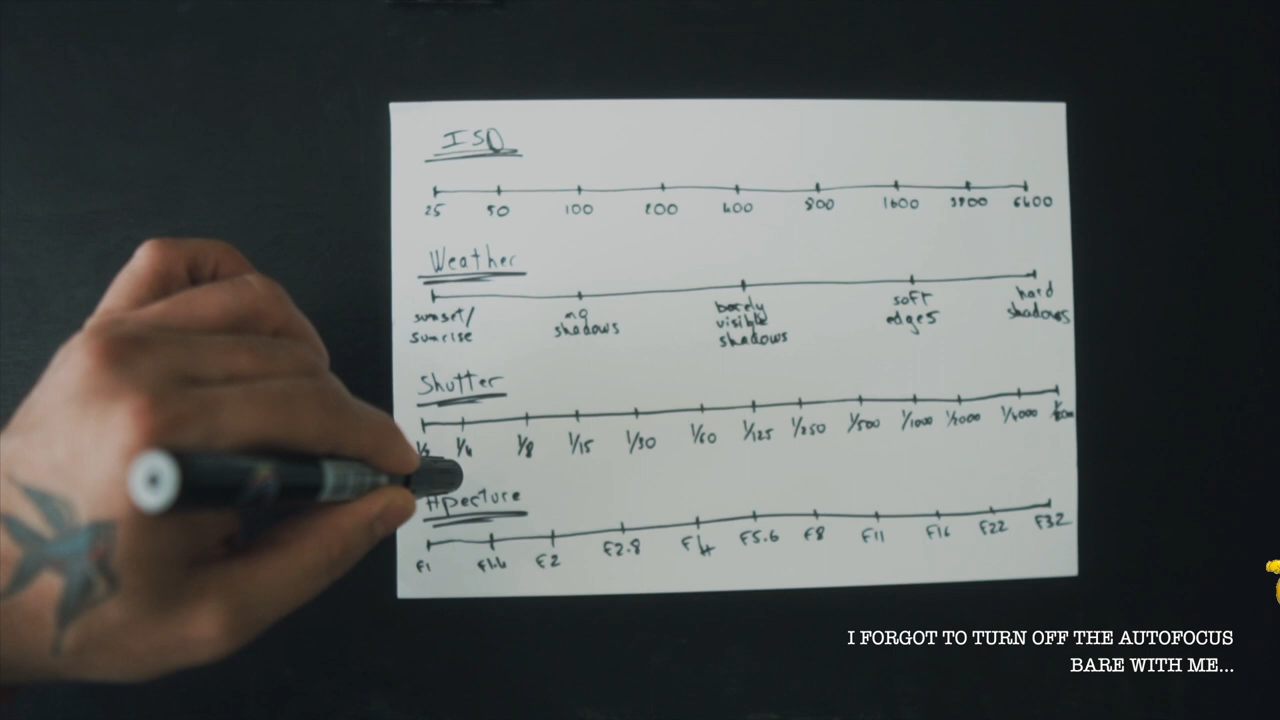 ISO
25 50 100 200 400 800 1600 3200 6400
Weather
sunset/ sunrise
no shadows
barely visible shadows
soft edges
hard shadows
Shutter
1/2 1/4 1/8 1/15 1/30 1/60 1/125 1/250 1/500 1/1000 1/2000 1/4000
Aperture
F1 F1.4 F2 F2.8 F4 F5.6 F8 F11 F16 F22 F32
I FORGOT TO TURN OFF THE AUTOFOCUS
BARE WITH ME...